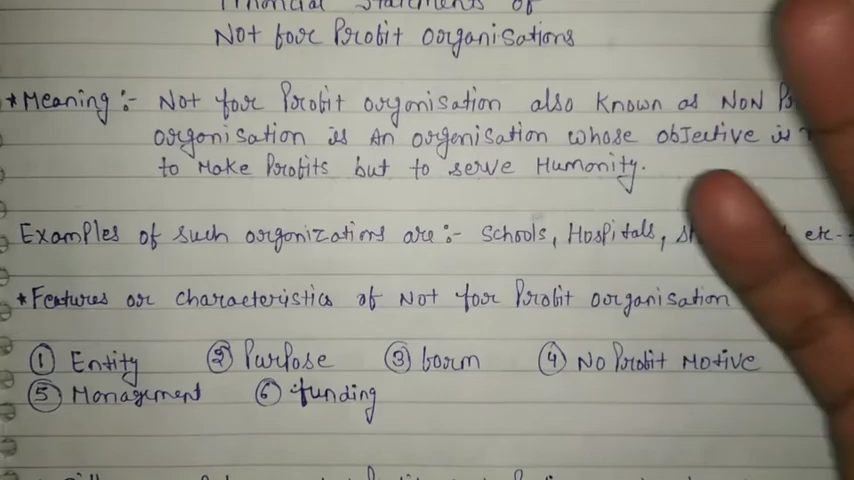 Financial Statements of
Not for Profit Organisations
* Meaning :- Not for Profit organisation also known as NON
organisation is An organisation whose objective is
to Make Profits but to serve Humanity.
Examples of such organizations are :- Schools, Hospitals, etc--
* Features or characteristics of Not for Profit Organisation
① Entity ② Purpose ③ form ④ No Profit Motive
⑤ Management ⑥ funding